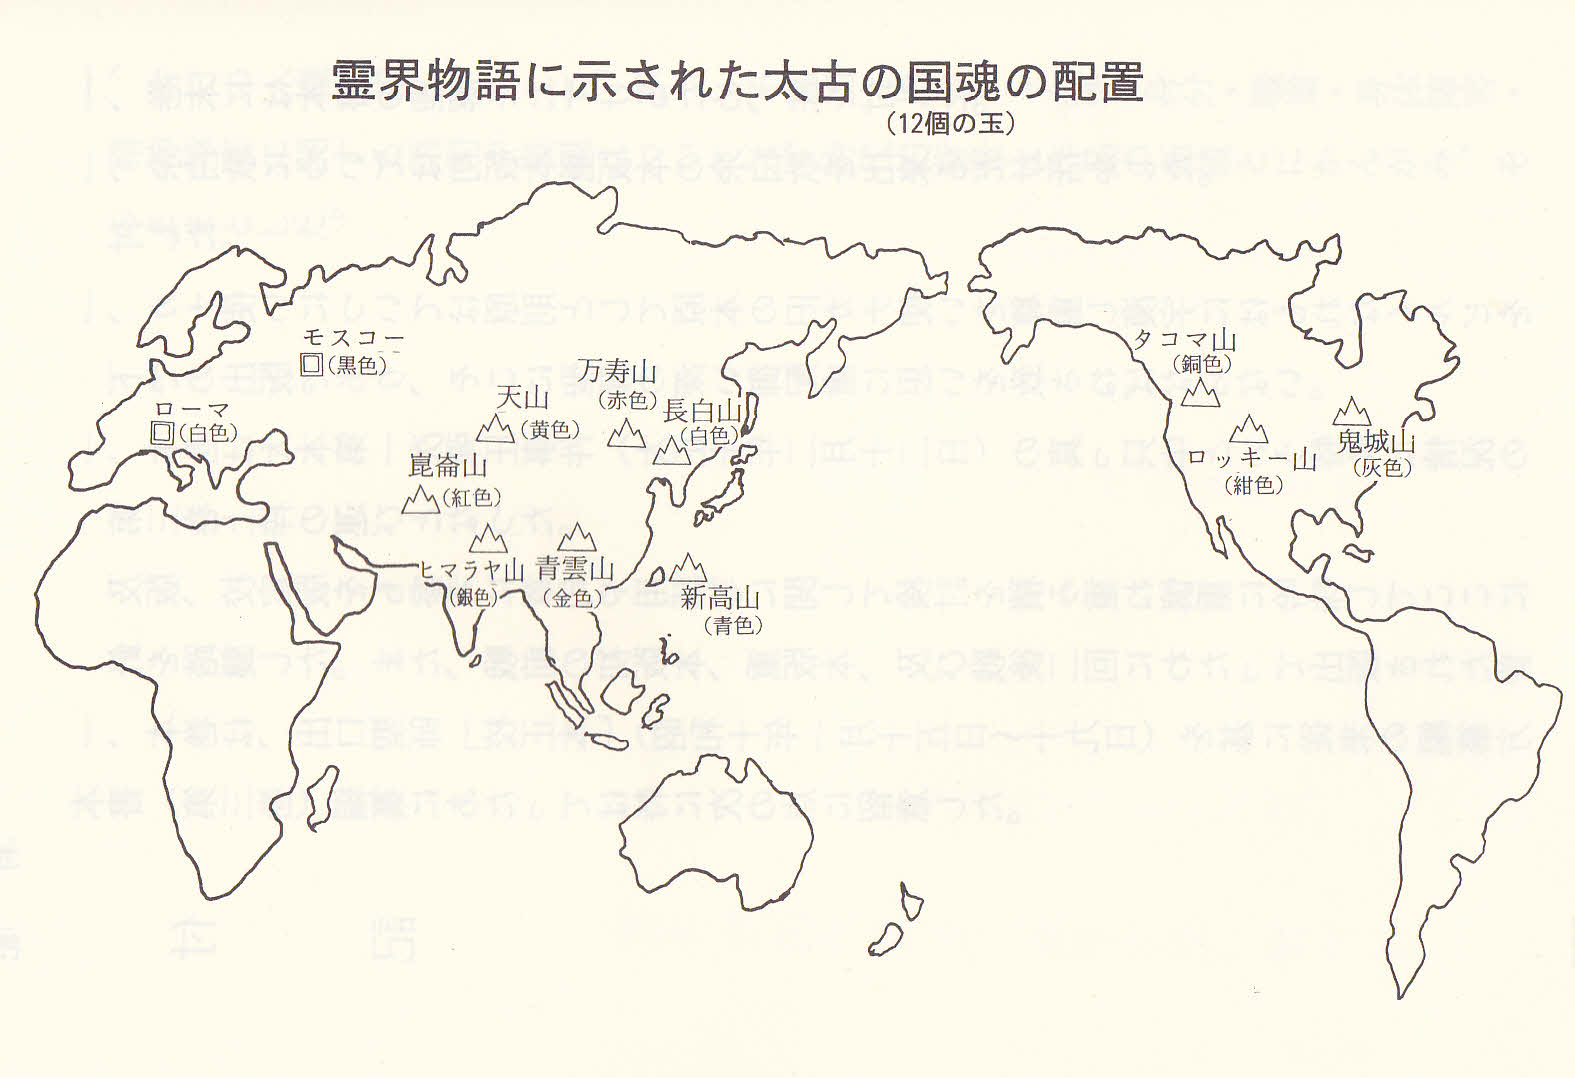 霊界物語に示された太古の国魂の配置
(12個の玉)
モスコー
(黒色)
ローマ
(白色)
天山
(黄色)
万寿山
(赤色)
長白山
(白色)
崑崙山
(紅色)
ヒマラヤ山
(銀色)
青雲山
(金色)
新高山
(青色)
タコマ山
(銅色)
ロッキー山
(紺色)
鬼城山
(灰色)